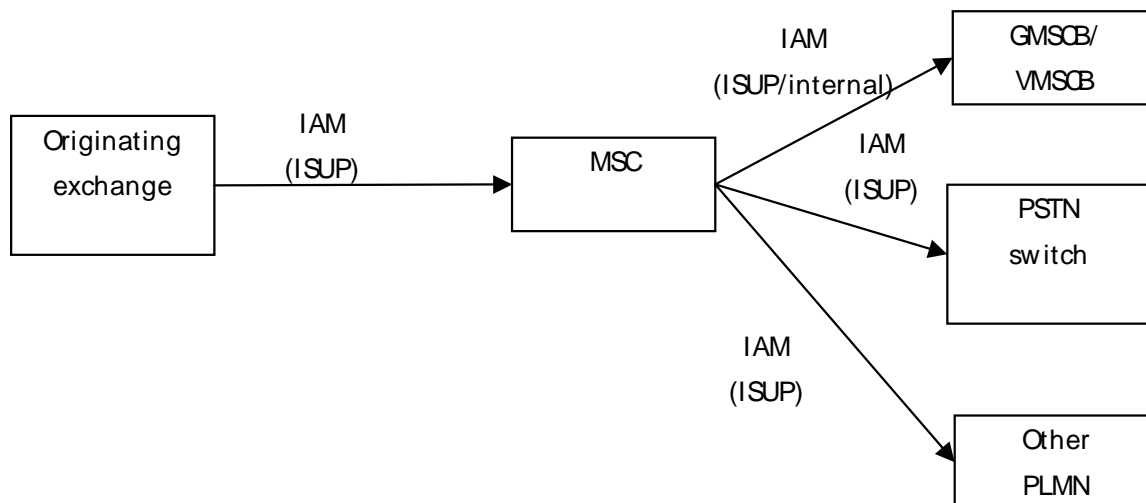 IAM
(ISUP/internal)
GMSCB/
VMSCB
Originating
exchange
IAM
(ISUP)
MSC
IAM
(ISUP)
PSTN
switch
IAM
(ISUP)
Other
PLMN